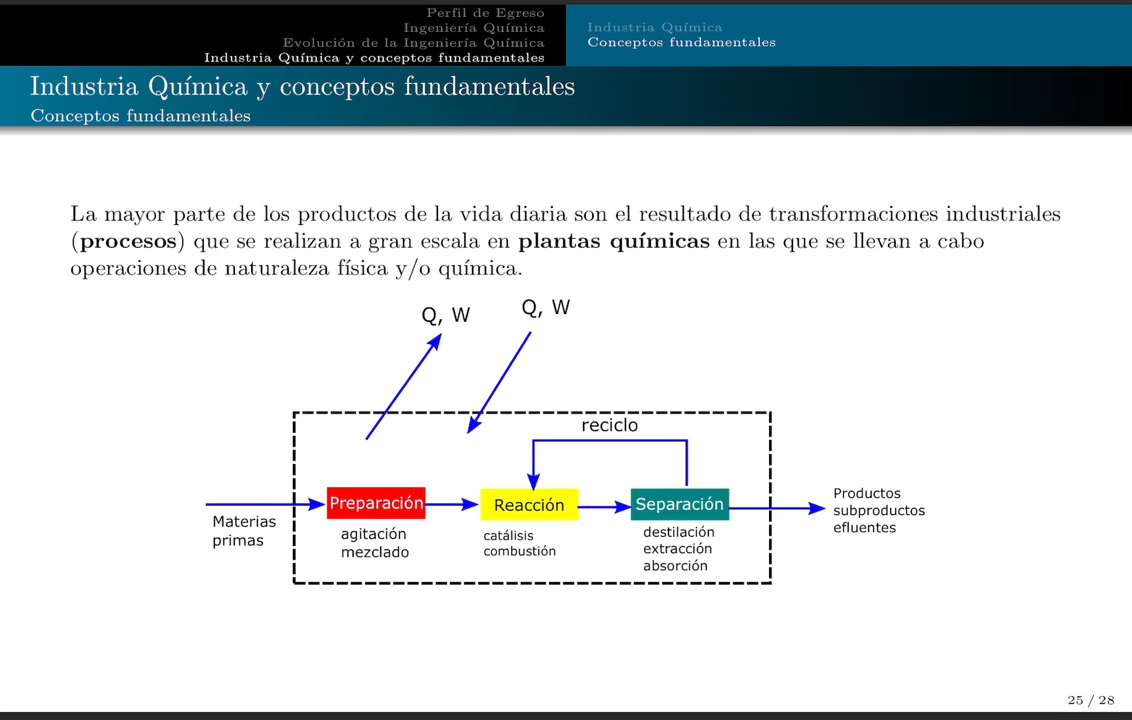 Perfil de Egreso
Ingeniería Química
Evolución de la Ingeniería Química
Industria Química y conceptos fundamentales
Industria Química
Conceptos fundamentales
Industria Química y conceptos fundamentales
Conceptos fundamentales
La mayor parte de los productos de la vida diaria son el resultado de transformaciones industriales
(procesos) que se realizan a gran escala en plantas químicas en las que se llevan a cabo
operaciones de naturaleza física y/o química.
Q, W
Q, W
reciclo
Materias
primas
Preparación
agitación
mezclado
Reacción
catálisis
combustión
Separación
destilación
extracción
absorción
Productos
subproductos
efluentes
25 / 28